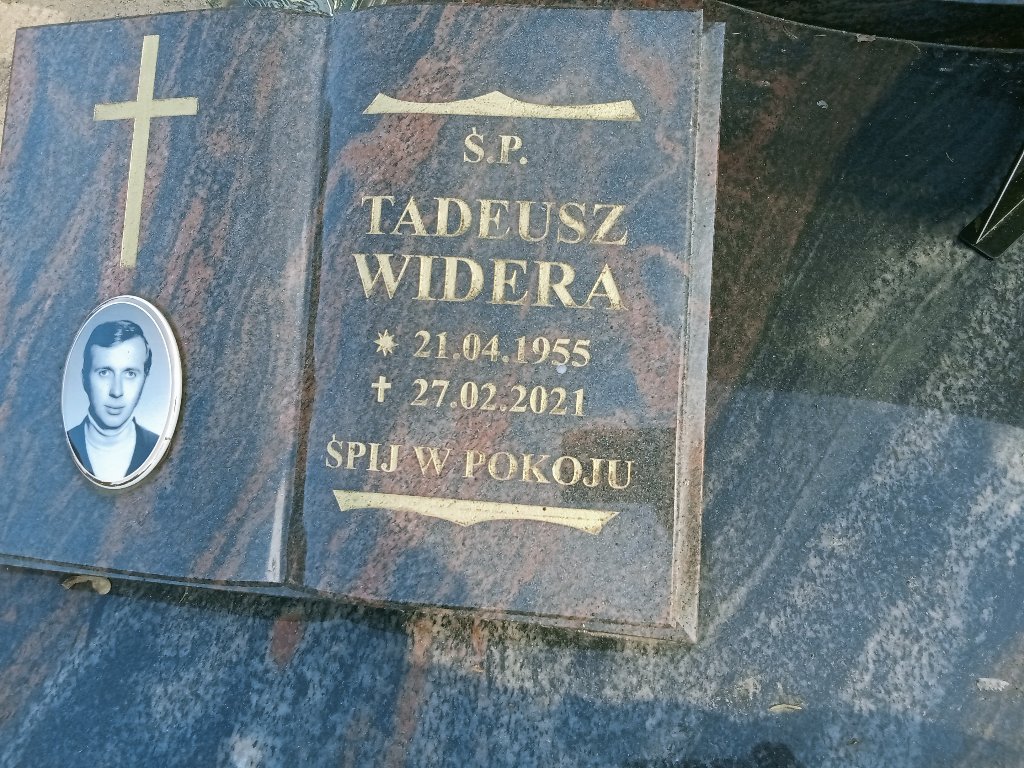 Ś.P.
TADEUSZ
WIDERA
21.04.1955
27.02.2021
ŚPIJ W POKOJU